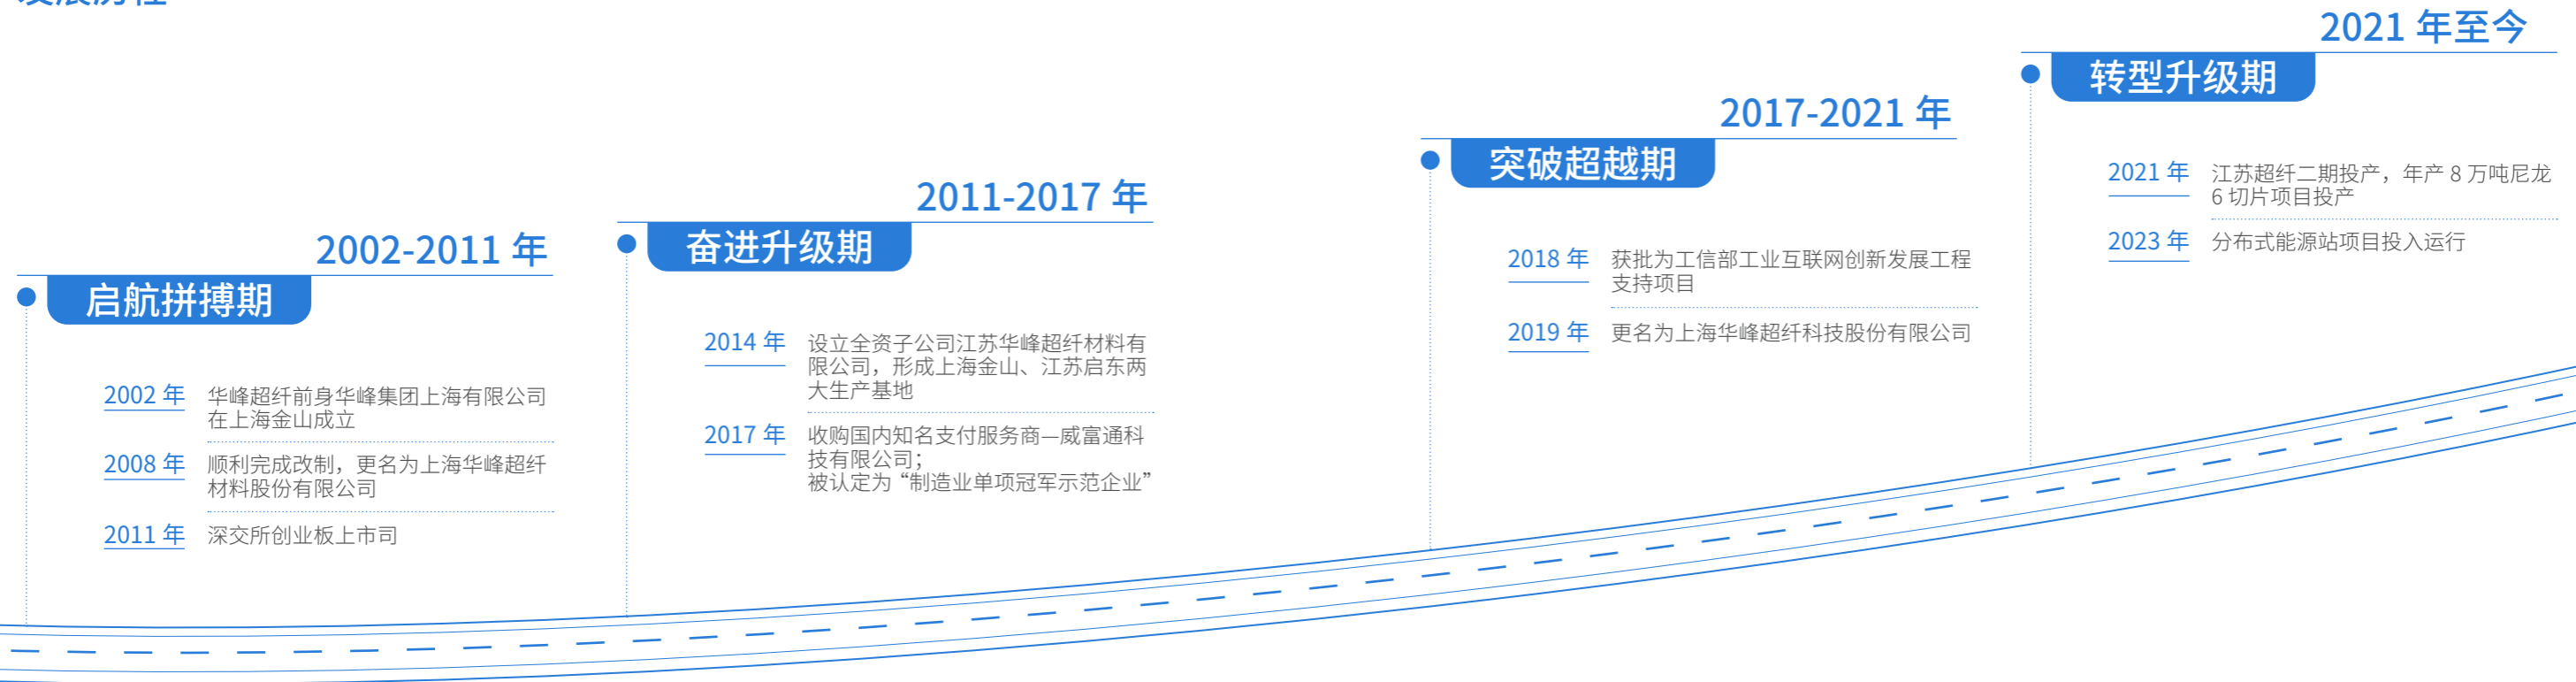 发展历程
2002-2011 年
启航拼搏期
2002 年
华峰超纤前身华峰集团上海有限公司
在上海金山成立
2008 年
顺利完成改制，更名为上海华峰超纤
材料股份有限公司
2011 年
深交所创业板上市司
2011-2017 年
奋进升级期
2014 年
设立全资子公司江苏华峰超纤材料有
限公司，形成上海金山、江苏启东两
大生产基地
2017 年
收购国内知名支付服务商—威富通科
技有限公司；
被认定为“制造业单项冠军示范企业”
2017-2021 年
突破超越期
2018 年
获批为工信部工业互联网创新发展工程
支持项目
2019 年
更名为上海华峰超纤科技股份有限公司
2021 年至今
转型升级期
2021 年
江苏超纤二期投产，年产 8 万吨尼龙
6 切片项目投产
2023 年
分布式能源站项目投入运行